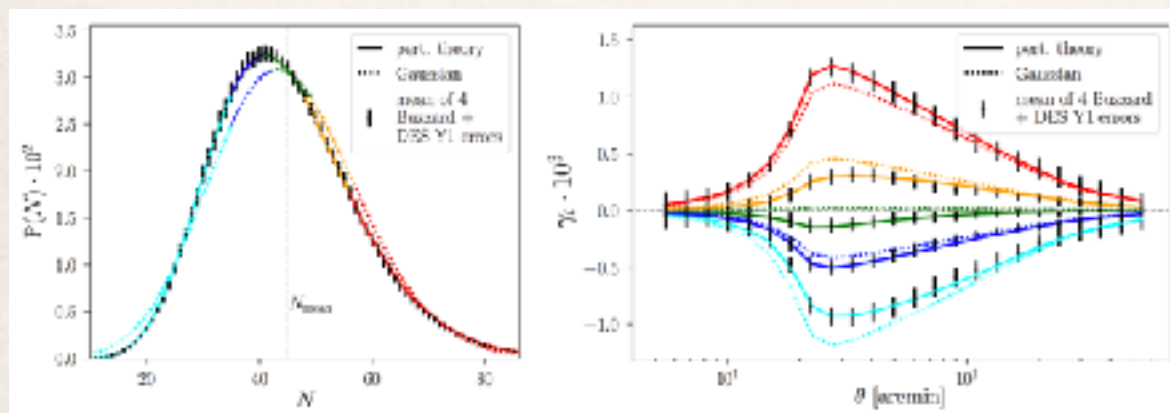 3.5
3.0
2.5
2.0
1.5
1.0
0.5
0.0
P(N) · 10²
pert. theory
Gaussian
mean of 4
Buzzard +
DES Y1 errors
N_mean
20
40
60
80
N
1.5
1.0
0.5
0.0
−0.5
−1.0
γₜ · 10³
pert. theory
Gaussian
mean of 4 Buzzard
+ DES Y1 errors
10¹
θ [arcmin]